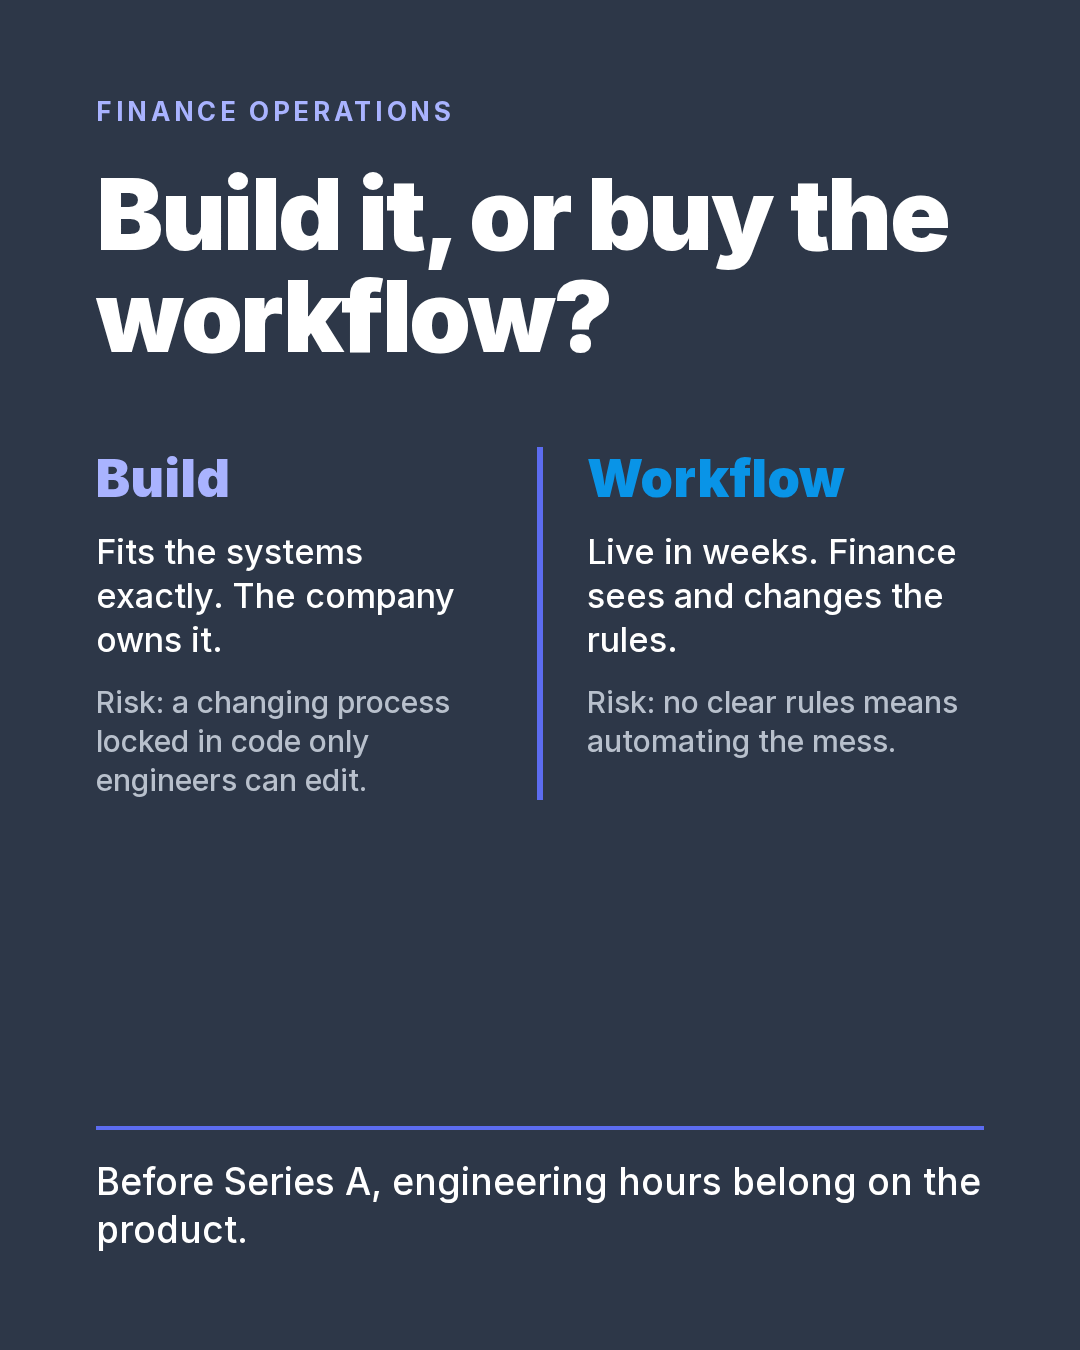 FINANCE OPERATIONS
Build it, or buy the
workflow?
Build
Fits the systems
exactly. The company
owns it.
Risk: a changing process
locked in code only
engineers can edit.
Workflow
Live in weeks. Finance
sees and changes the
rules.
Risk: no clear rules means
automating the mess.
Before Series A, engineering hours belong on the
product.